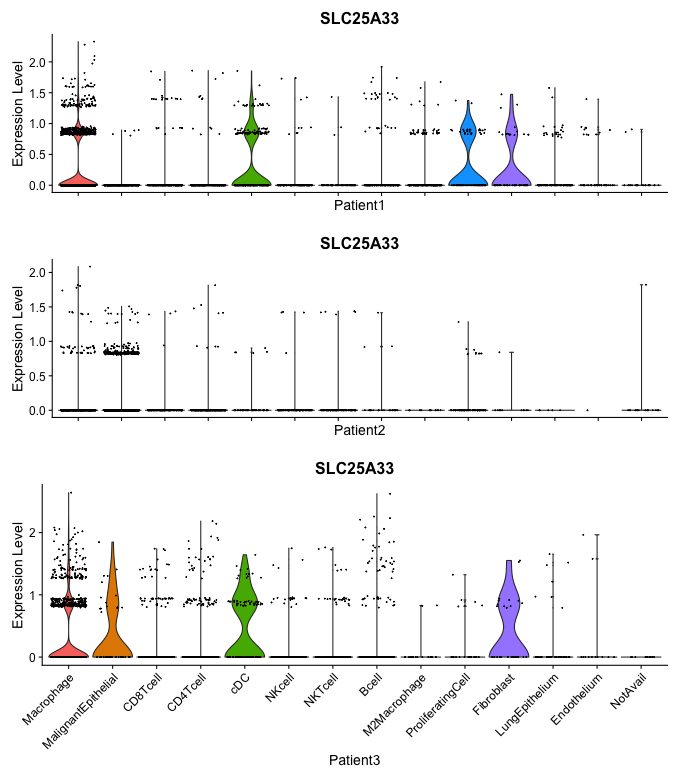 SLC25A33
Expression Level
2.0
1.5
1.0
0.5
0.0
Patient1
SLC25A33
Expression Level
2.0
1.5
1.0
0.5
0.0
Patient2
SLC25A33
Expression Level
2
1
0
Macrophage
MalignantEpithelial
CD8Tcell
CD4Tcell
cDC
NKcell
NKTcell
Bcell
M2Macrophage
ProliferatingCell
Fibroblast
LungEpithelium
Endothelium
NotAvail
Patient3